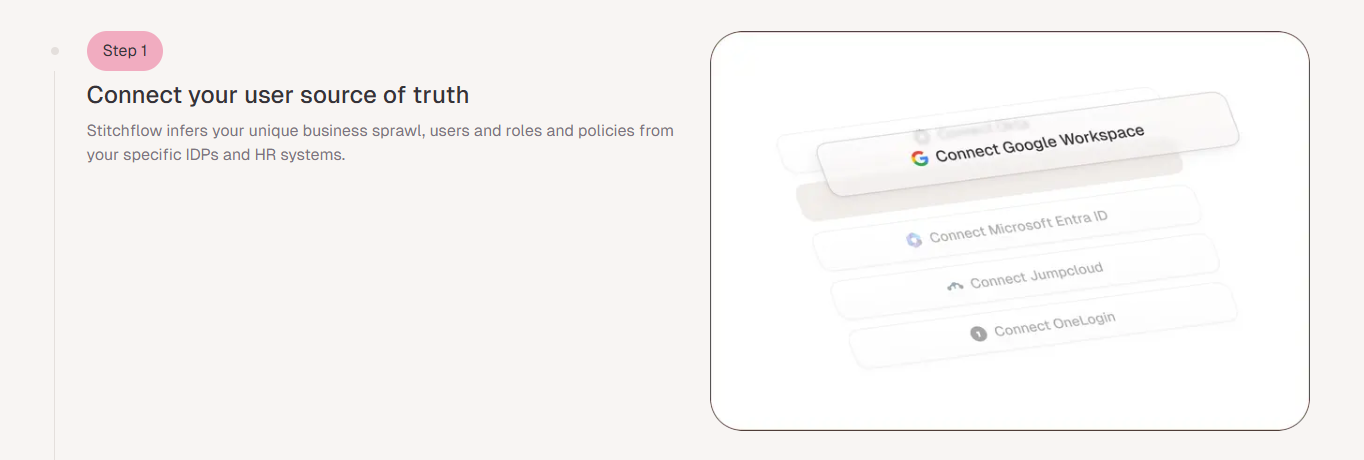 Step 1
Connect your user source of truth
Stitchflow infers your unique business sprawl, users and roles and policies from
your specific IDPs and HR systems.
Connect Okta
Connect Google Workspace
Connect Microsoft Entra ID
Connect Jumpcloud
Connect OneLogin